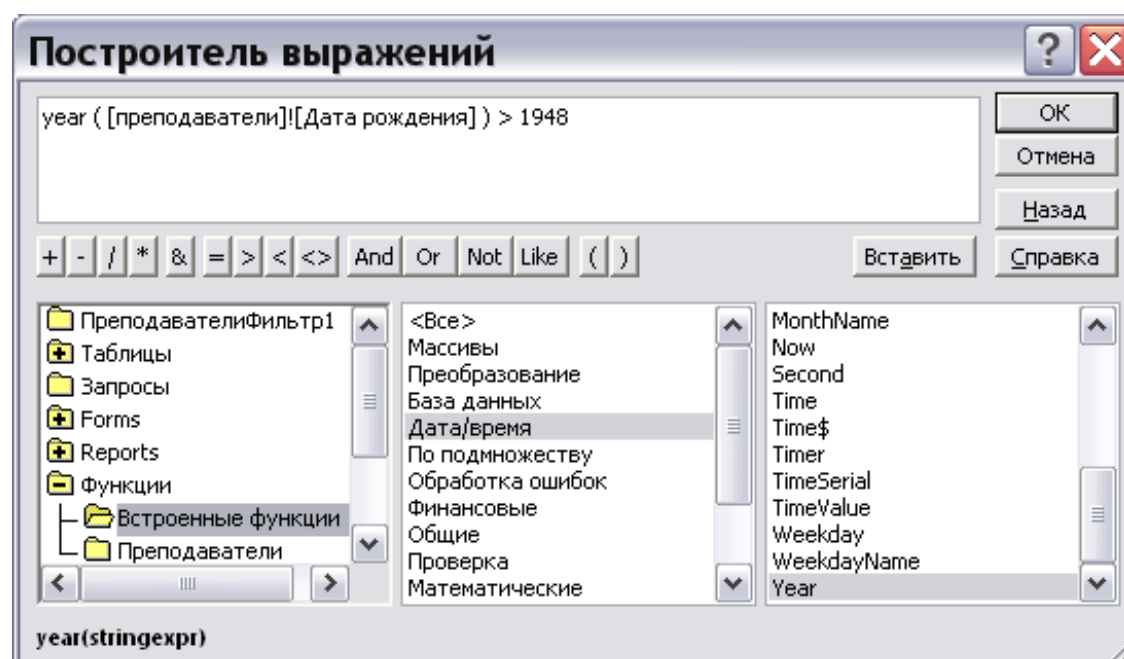 Построитель выражений
year ( [преподаватели]![Дата рождения] ) > 1948
ОК
Отмена
Назад
+ - / * & = > < <> And Or Not Like ( ) Вставить Справка
ПреподавателиФильтр1
Таблицы
Запросы
Forms
Reports
Функции
Встроенные функции
Преподаватели
<Все>
Массивы
Преобразование
База данных
Дата/время
По подмножеству
Обработка ошибок
Финансовые
Общие
Проверка
Математические
MonthName
Now
Second
Time
Time$
Timer
TimeSerial
TimeValue
Weekday
WeekdayName
Year
year(stringexpr)